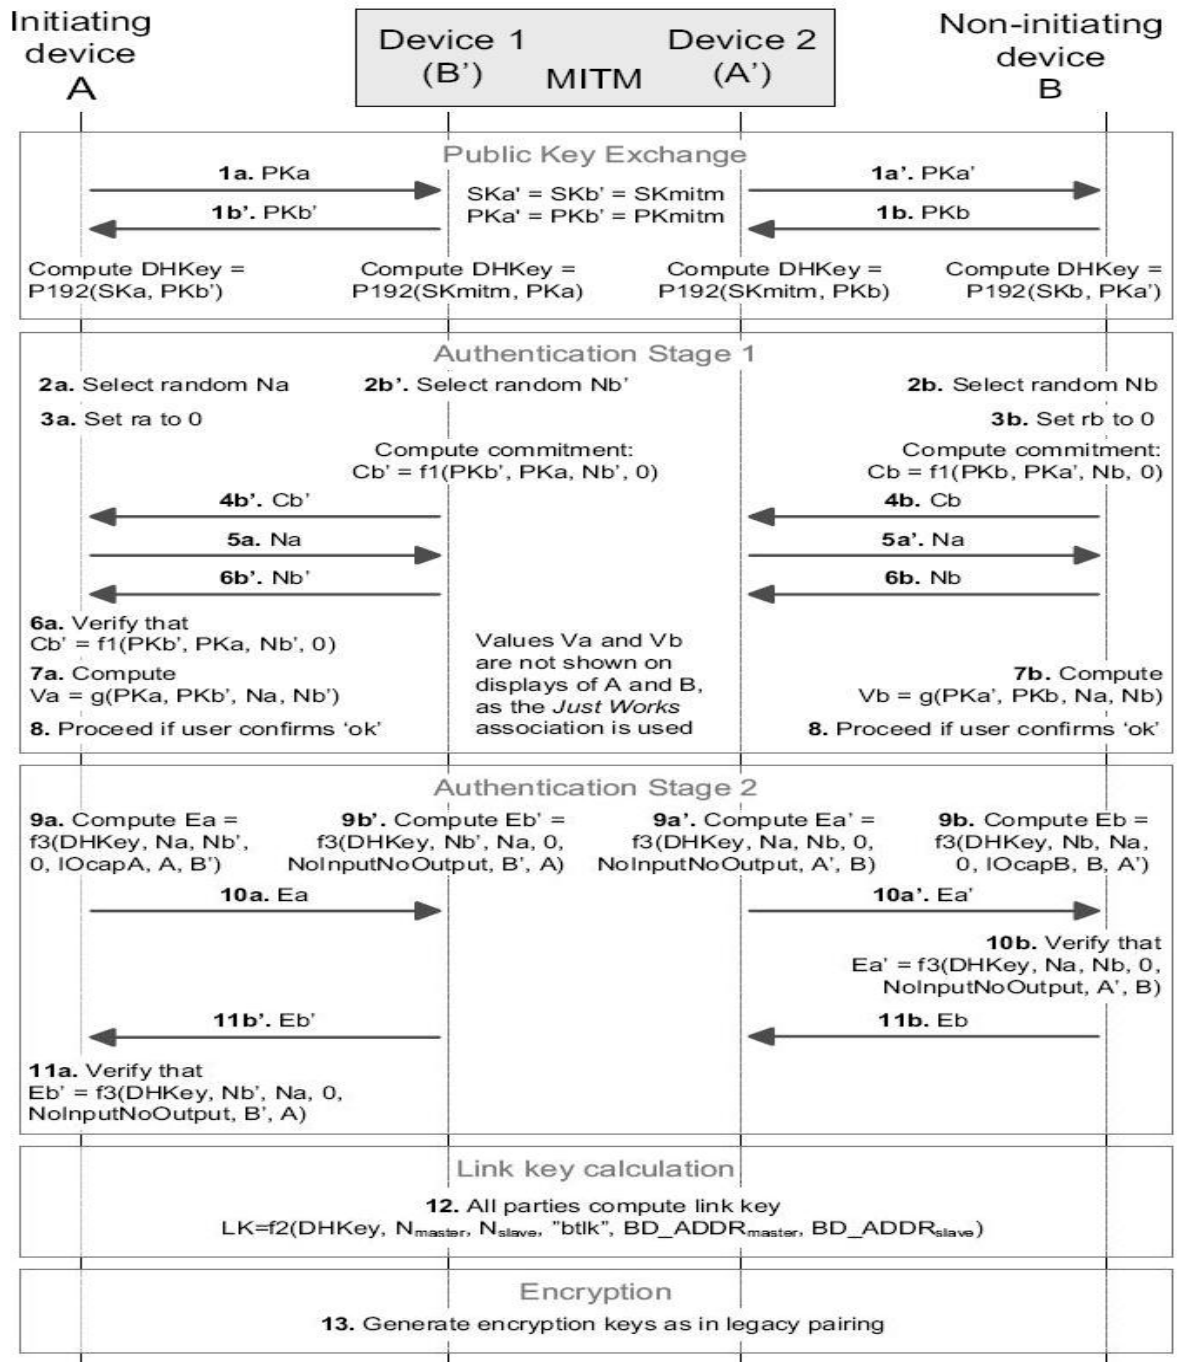 Initiating
device
A
Device 1
(B')
MITM
Device 2
(A')
Non-initiating
device
B
Public Key Exchange
1a. PKa
1b'. PKb'
SKa' = SKb' = SKmitm
PKa' = PKb' = PKmitm
1a'. PKa'
1b. PKb
Compute DHKey =
P192(SKa, PKb')
Compute DHKey =
P192(SKmitm, PKa)
Compute DHKey =
P192(SKmitm, PKb)
Compute DHKey =
P192(SKb, PKa')
Authentication Stage 1
2a. Select random Na
2b'. Select random Nb'
2b. Select random Nb
3a. Set ra to 0
3b. Set rb to 0
Compute commitment:
Cb' = f1(PKb', PKa, Nb', 0)
Compute commitment:
Cb = f1(PKb, PKa', Nb, 0)
4b'. Cb'
4b. Cb
5a. Na
5a'. Na
6b'. Nb'
6b. Nb
6a. Verify that
Cb' = f1(PKb', PKa, Nb', 0)
7a. Compute
Va = g(PKa, PKb', Na, Nb')
8. Proceed if user confirms 'ok'
Values Va and Vb
are not shown on
displays of A and B,
as the Just Works
association is used
7b. Compute
Vb = g(PKa', PKb, Na, Nb)
8. Proceed if user confirms 'ok'
Authentication Stage 2
9a. Compute Ea =
f3(DHKey, Na, Nb',
0, IOcapA, A, B')
9b'. Compute Eb' =
f3(DHKey, Nb', Na, 0,
NoInputNoOutput, B', A)
9a'. Compute Ea' =
f3(DHKey, Na, Nb, 0,
NoInputNoOutput, A', B)
9b. Compute Eb =
f3(DHKey, Nb, Na,
0, IOcapB, B, A')
10a. Ea
10a'. Ea'
10b. Verify that
Ea' = f3(DHKey, Na, Nb, 0,
NoInputNoOutput, A', B)
11b'. Eb'
11b. Eb
11a. Verify that
Eb' = f3(DHKey, Nb', Na, 0,
NoInputNoOutput, B', A)
Link key calculation
12. All parties compute link key
LK=f2(DHKey, Nmaster, Nslave, "btlk", BD_ADDRmaster, BD_ADDRslave)
Encryption
13. Generate encryption keys as in legacy pairing